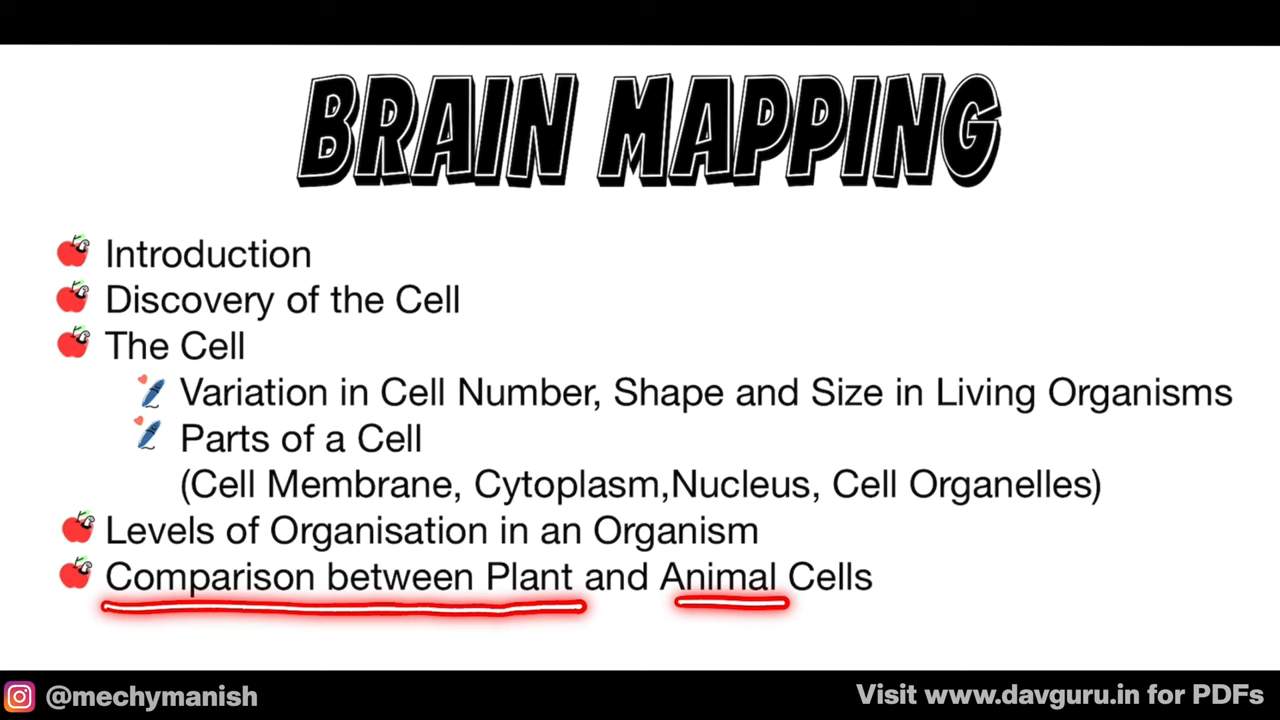 BRAIN MAPPING
Introduction
Discovery of the Cell
The Cell
Variation in Cell Number, Shape and Size in Living Organisms
Parts of a Cell
(Cell Membrane, Cytoplasm,Nucleus, Cell Organelles)
Levels of Organisation in an Organism
Comparison between Plant and Animal Cells
@mechymanish
Visit www.davguru.in for PDFs